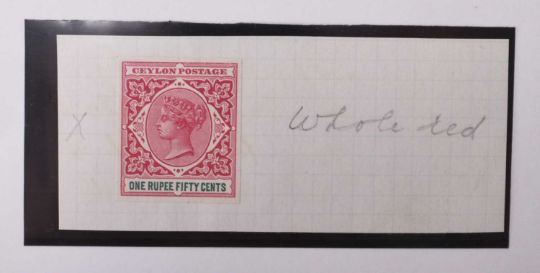 CEYLON POSTAGE
X
Whole red
ONE RUPEE FIFTY CENTS